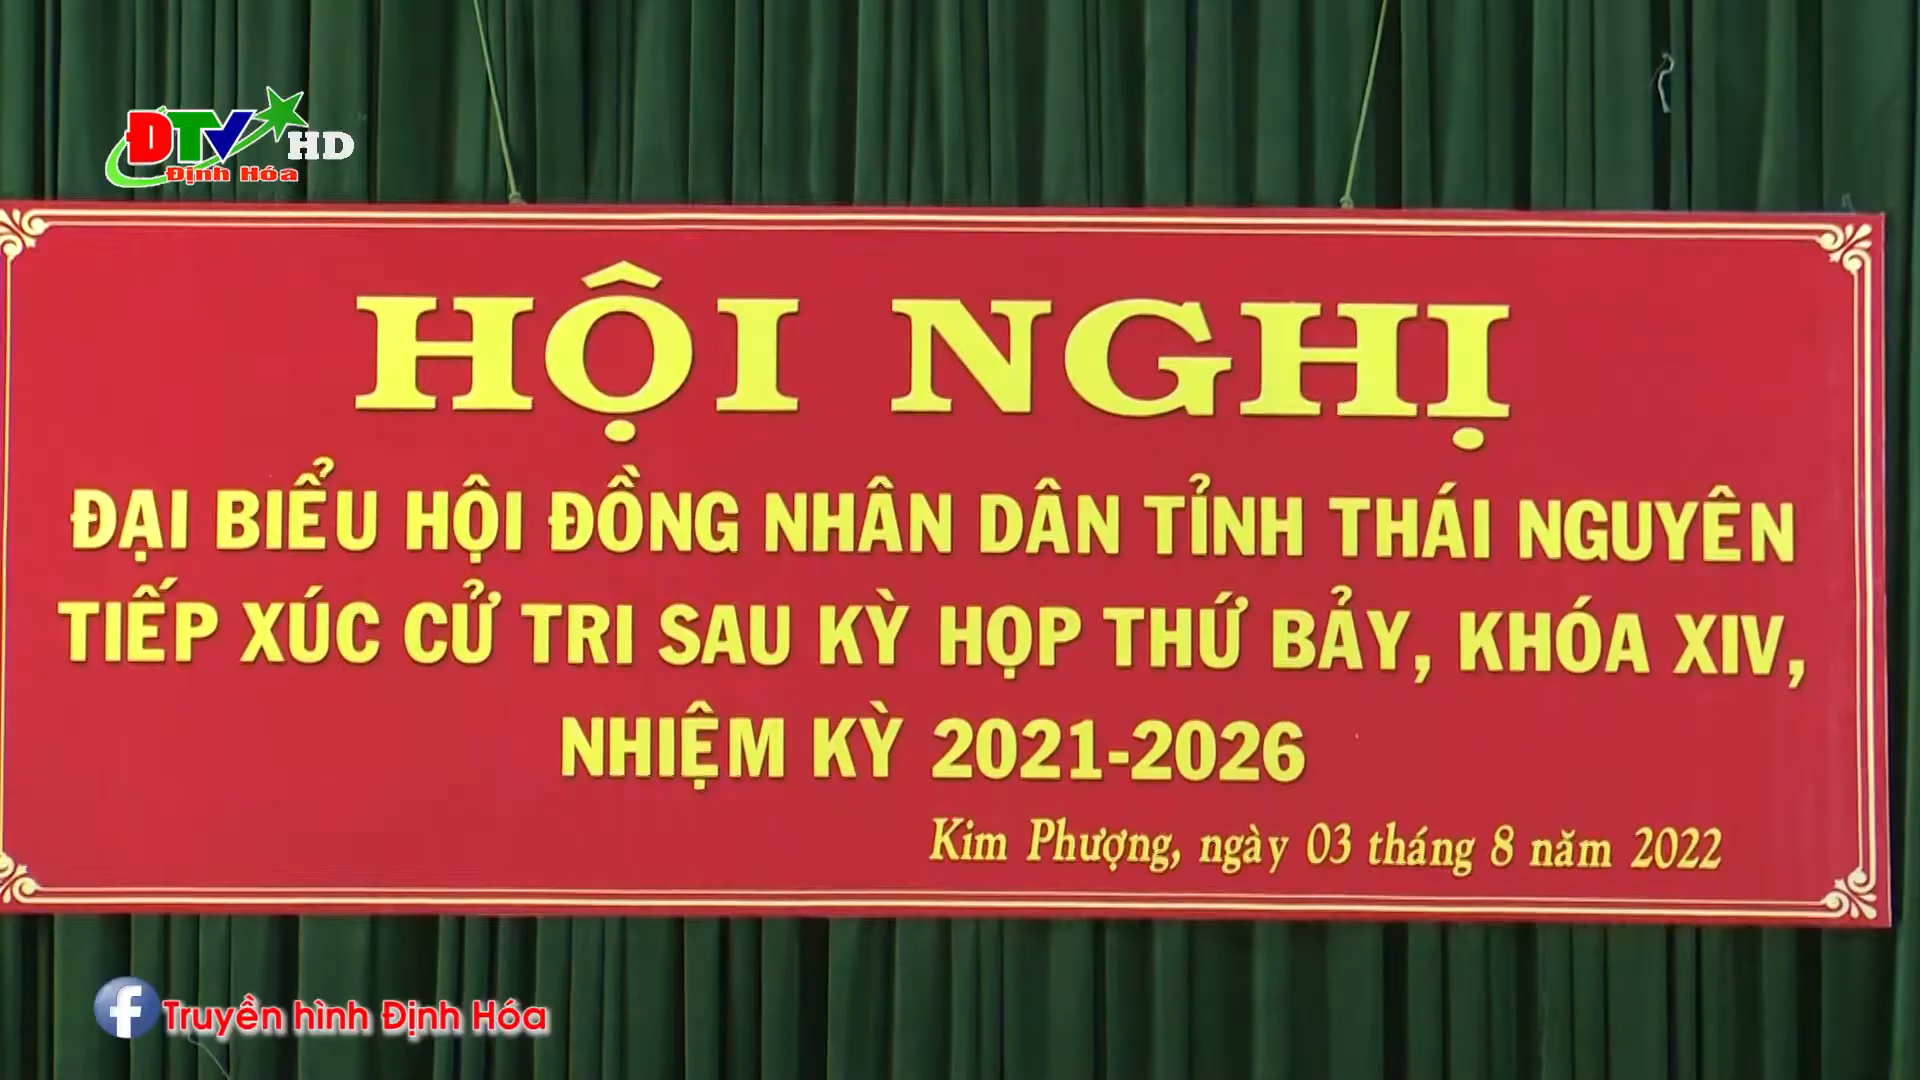 ĐTV HD
Định Hóa
HỘI NGHỊ
ĐẠI BIỂU HỘI ĐỒNG NHÂN DÂN TỈNH THÁI NGUYÊN
TIẾP XÚC CỬ TRI SAU KỲ HỌP THỨ BẢY, KHÓA XIV,
NHIỆM KỲ 2021-2026
Kim Phượng, ngày 03 tháng 8 năm 2022
f Truyền hình Định Hóa